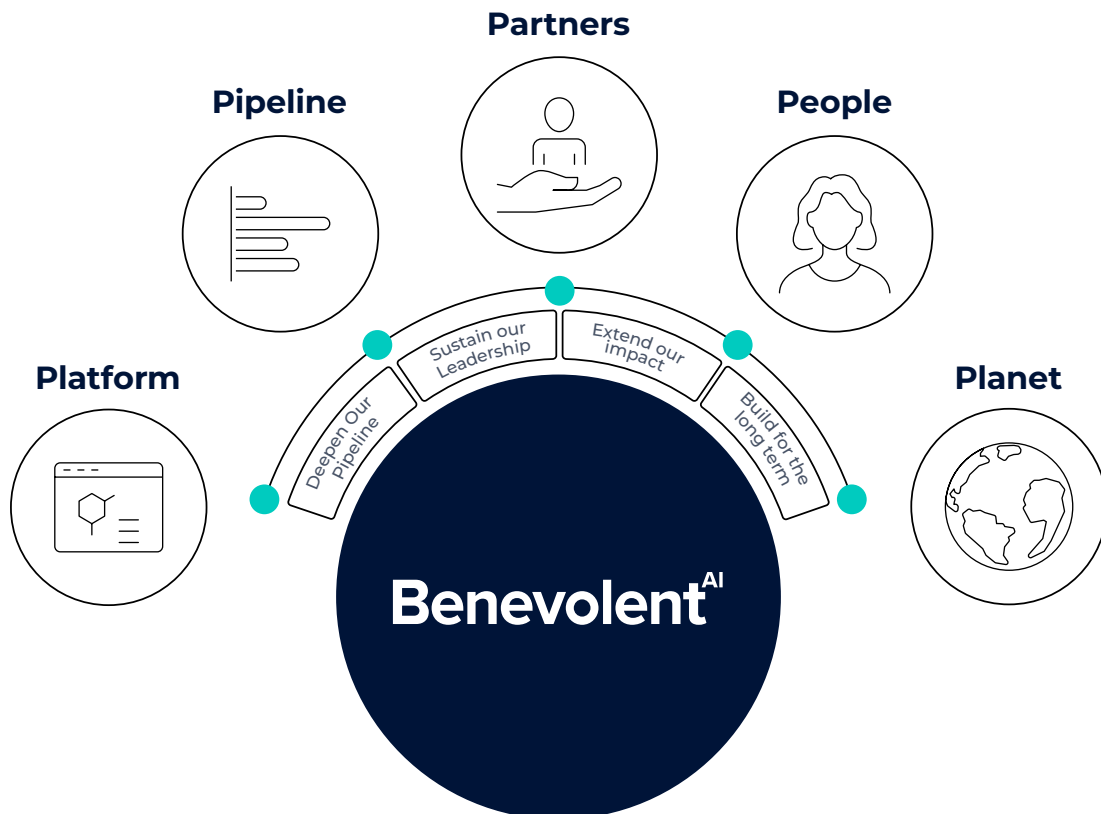 Partners
Pipeline
People
Platform
Planet
Deepen Our
Pipeline
Sustain our
Leadership
Extend our
impact
Build for the
long term
Benevolent AI